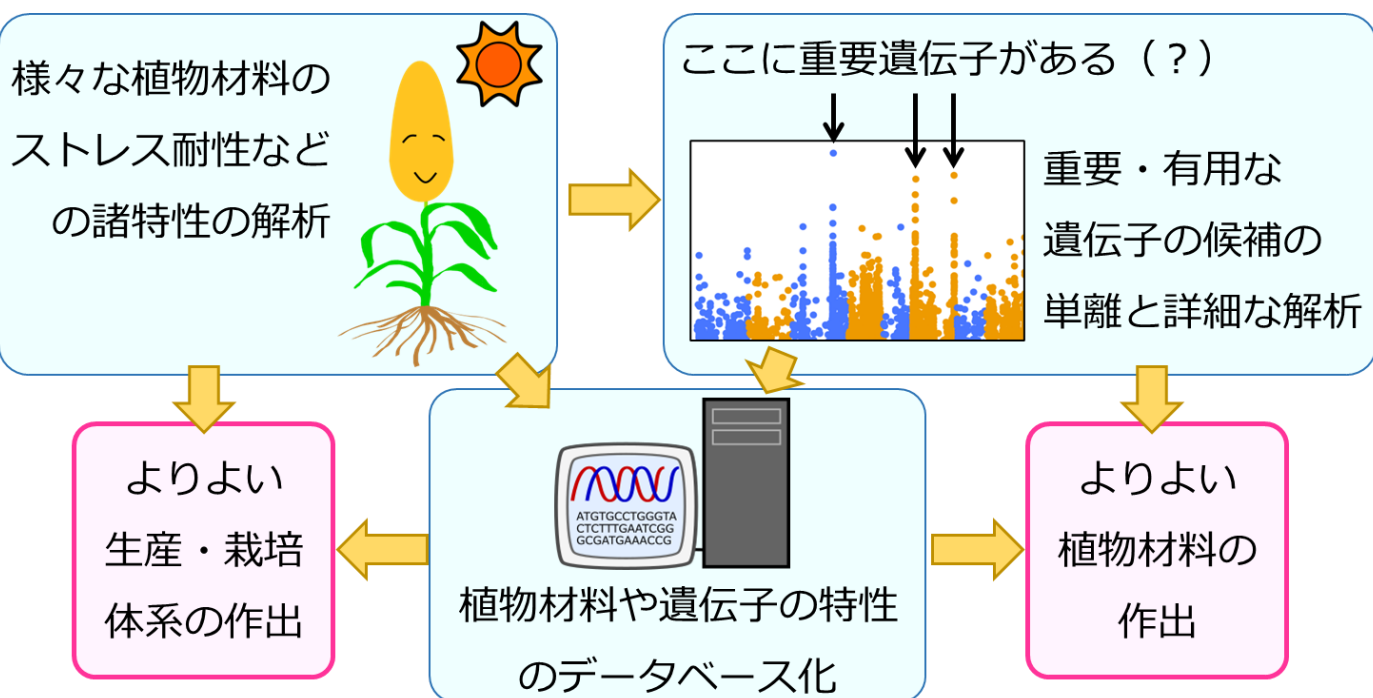 様々な植物材料の
ストレス耐性など
の諸特性の解析
ここに重要遺伝子がある（？）
重要・有用な
遺伝子の候補の
単離と詳細な解析
よりよい
生産・栽培
体系の作出
ATGTGCCTGGGTA
CTCTTTGAATCGG
GCGATGAAACCG
植物材料や遺伝子の特性
のデータベース化
よりよい
植物材料の
作出